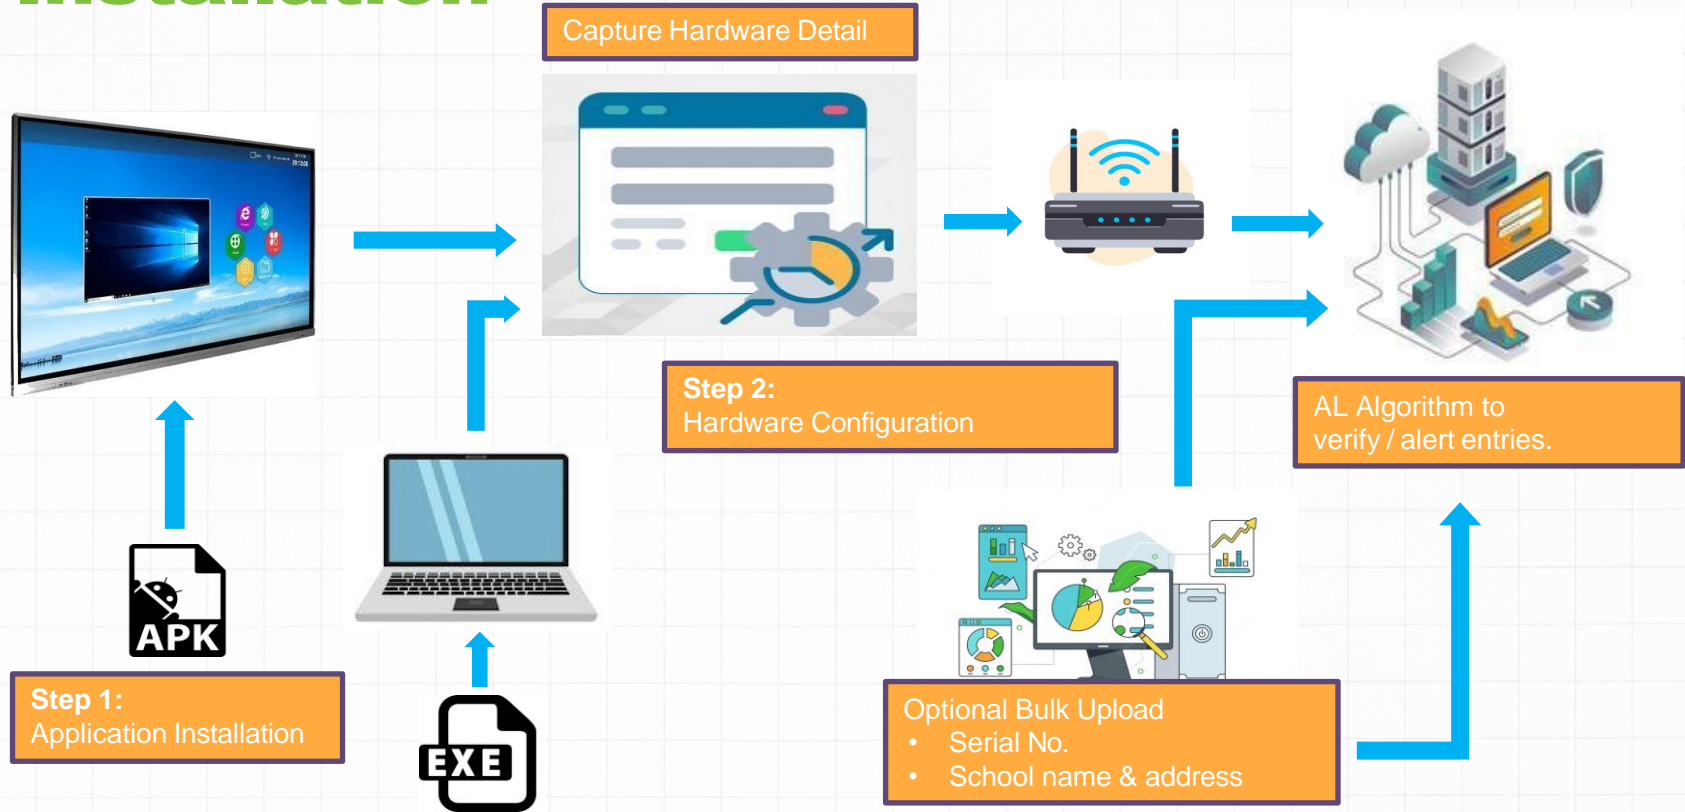 Installation
Capture Hardware Detail
Step 2:
Hardware Configuration
AL Algorithm to
verify / alert entries.
APK
Step 1:
Application Installation
EXE
Optional Bulk Upload
• Serial No.
• School name & address